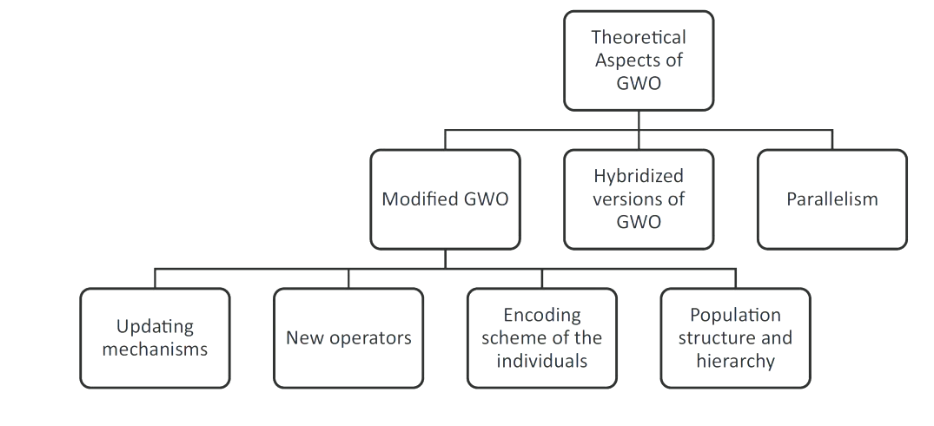 Theoretical
Aspects of
GWO
Modified GWO
Hybridized
versions of
GWO
Parallelism
Updating
mechanisms
New operators
Encoding
scheme of the
individuals
Population
structure and
hierarchy